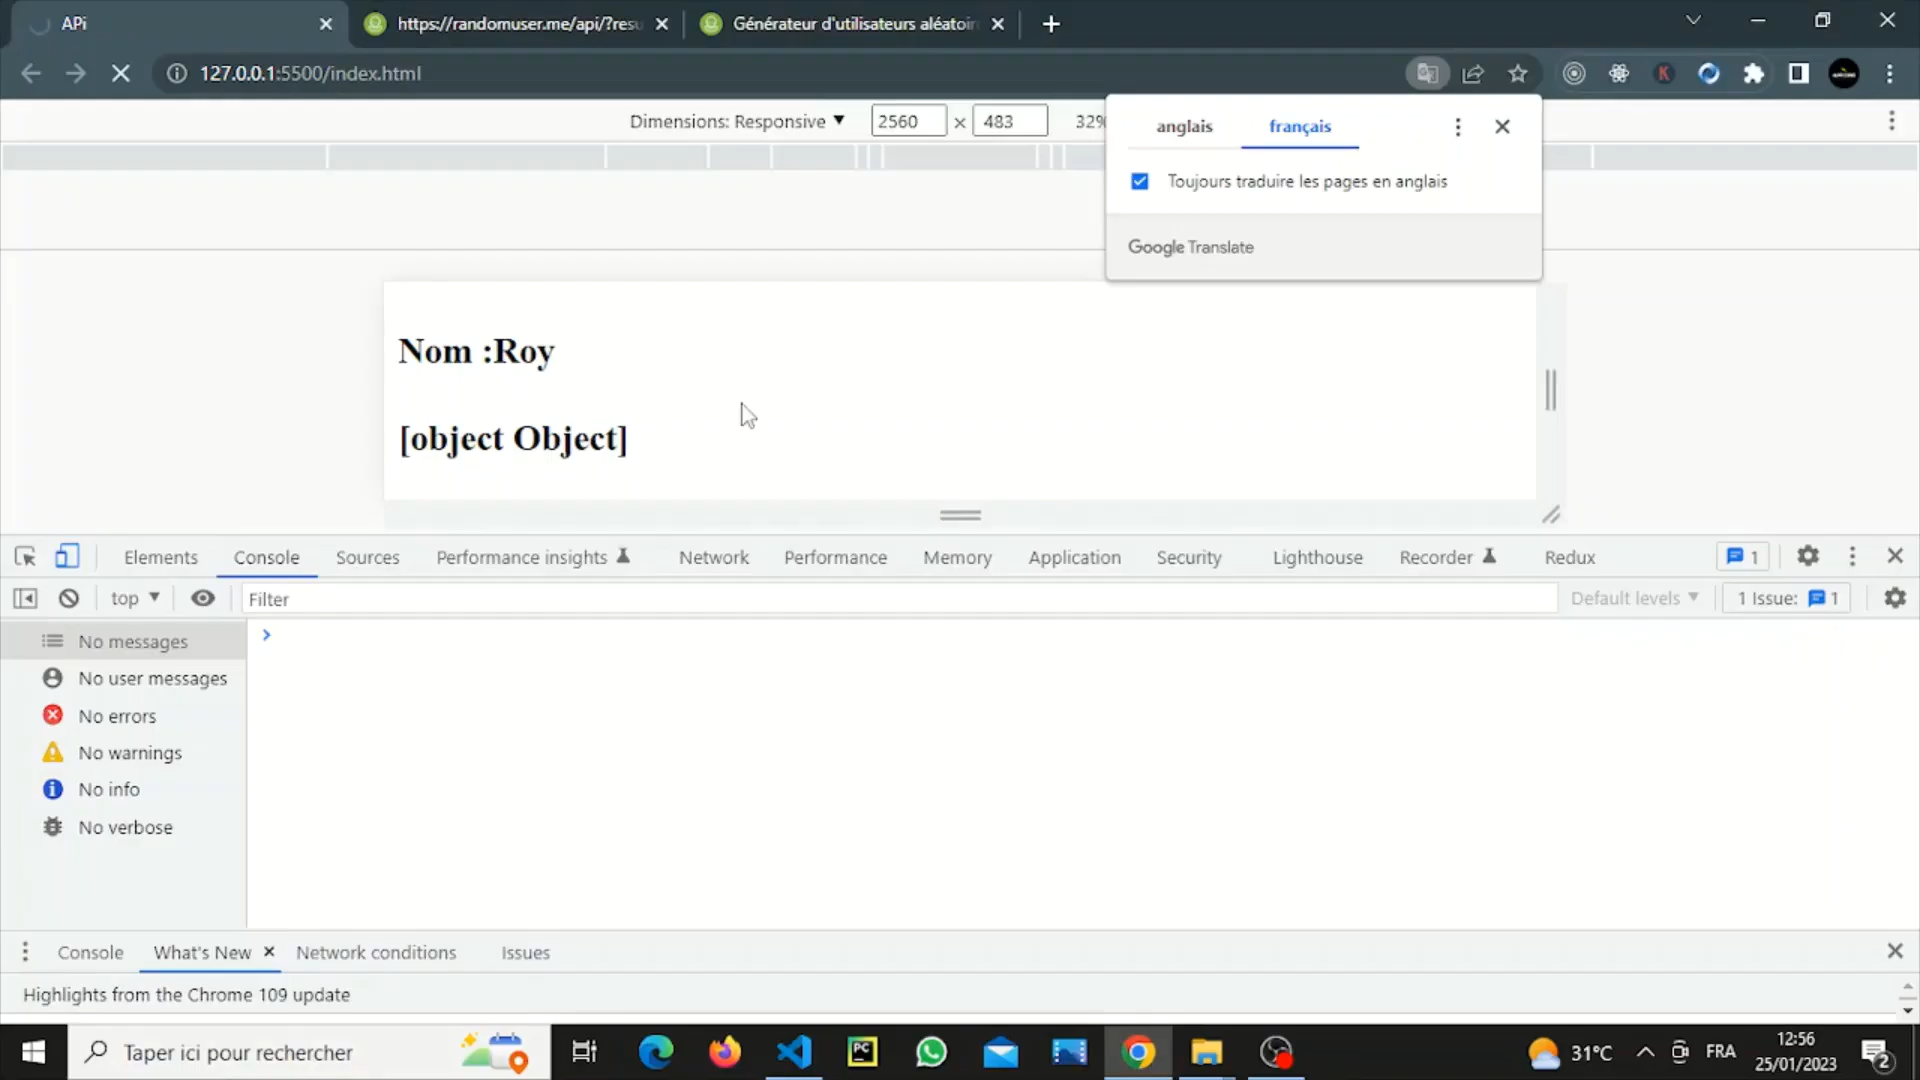 APi
https://randomuser.me/api/?resu
Générateur d'utilisateurs aléatoir
127.0.0.1:5500/index.html
Dimensions: Responsive
2560
×
483
32%
anglais
français
Toujours traduire les pages en anglais
Google Translate
Nom :Roy
[object Object]
Elements
Console
Sources
Performance insights
Network
Performance
Memory
Application
Security
Lighthouse
Recorder
Redux
1
top
Filter
Default levels
1 Issue:
1
No messages
No user messages
No errors
No warnings
No info
No verbose
Console
What's New
Network conditions
Issues
Highlights from the Chrome 109 update
Taper ici pour rechercher
PC
31°C
FRA
12:56
25/01/2023
2